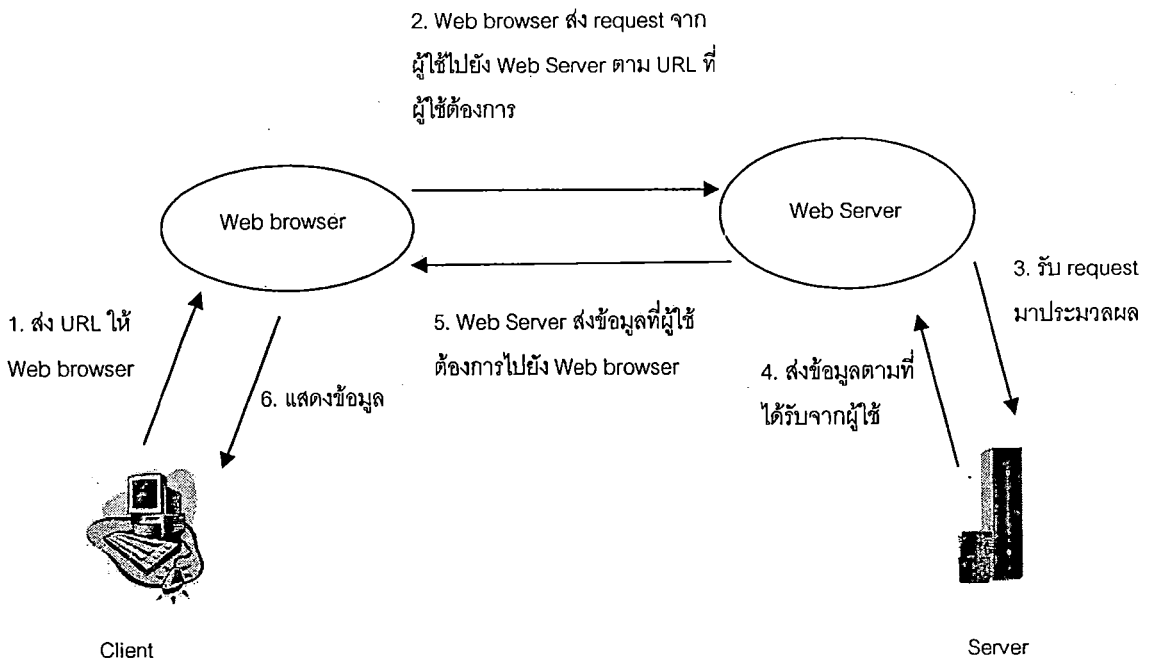 2. Web browser ส่ง request จาก
ผู้ใช้ไปยัง Web Server ตาม URL ที่
ผู้ใช้ต้องการ
Web browser
Web Server
1. ส่ง URL ให้
Web browser
6. แสดงข้อมูล
5. Web Server ส่งข้อมูลที่ผู้ใช้
ต้องการไปยัง Web browser
3. รับ request
มาประมวลผล
4. ส่งข้อมูลตามที่
ได้รับจากผู้ใช้
Client
Server